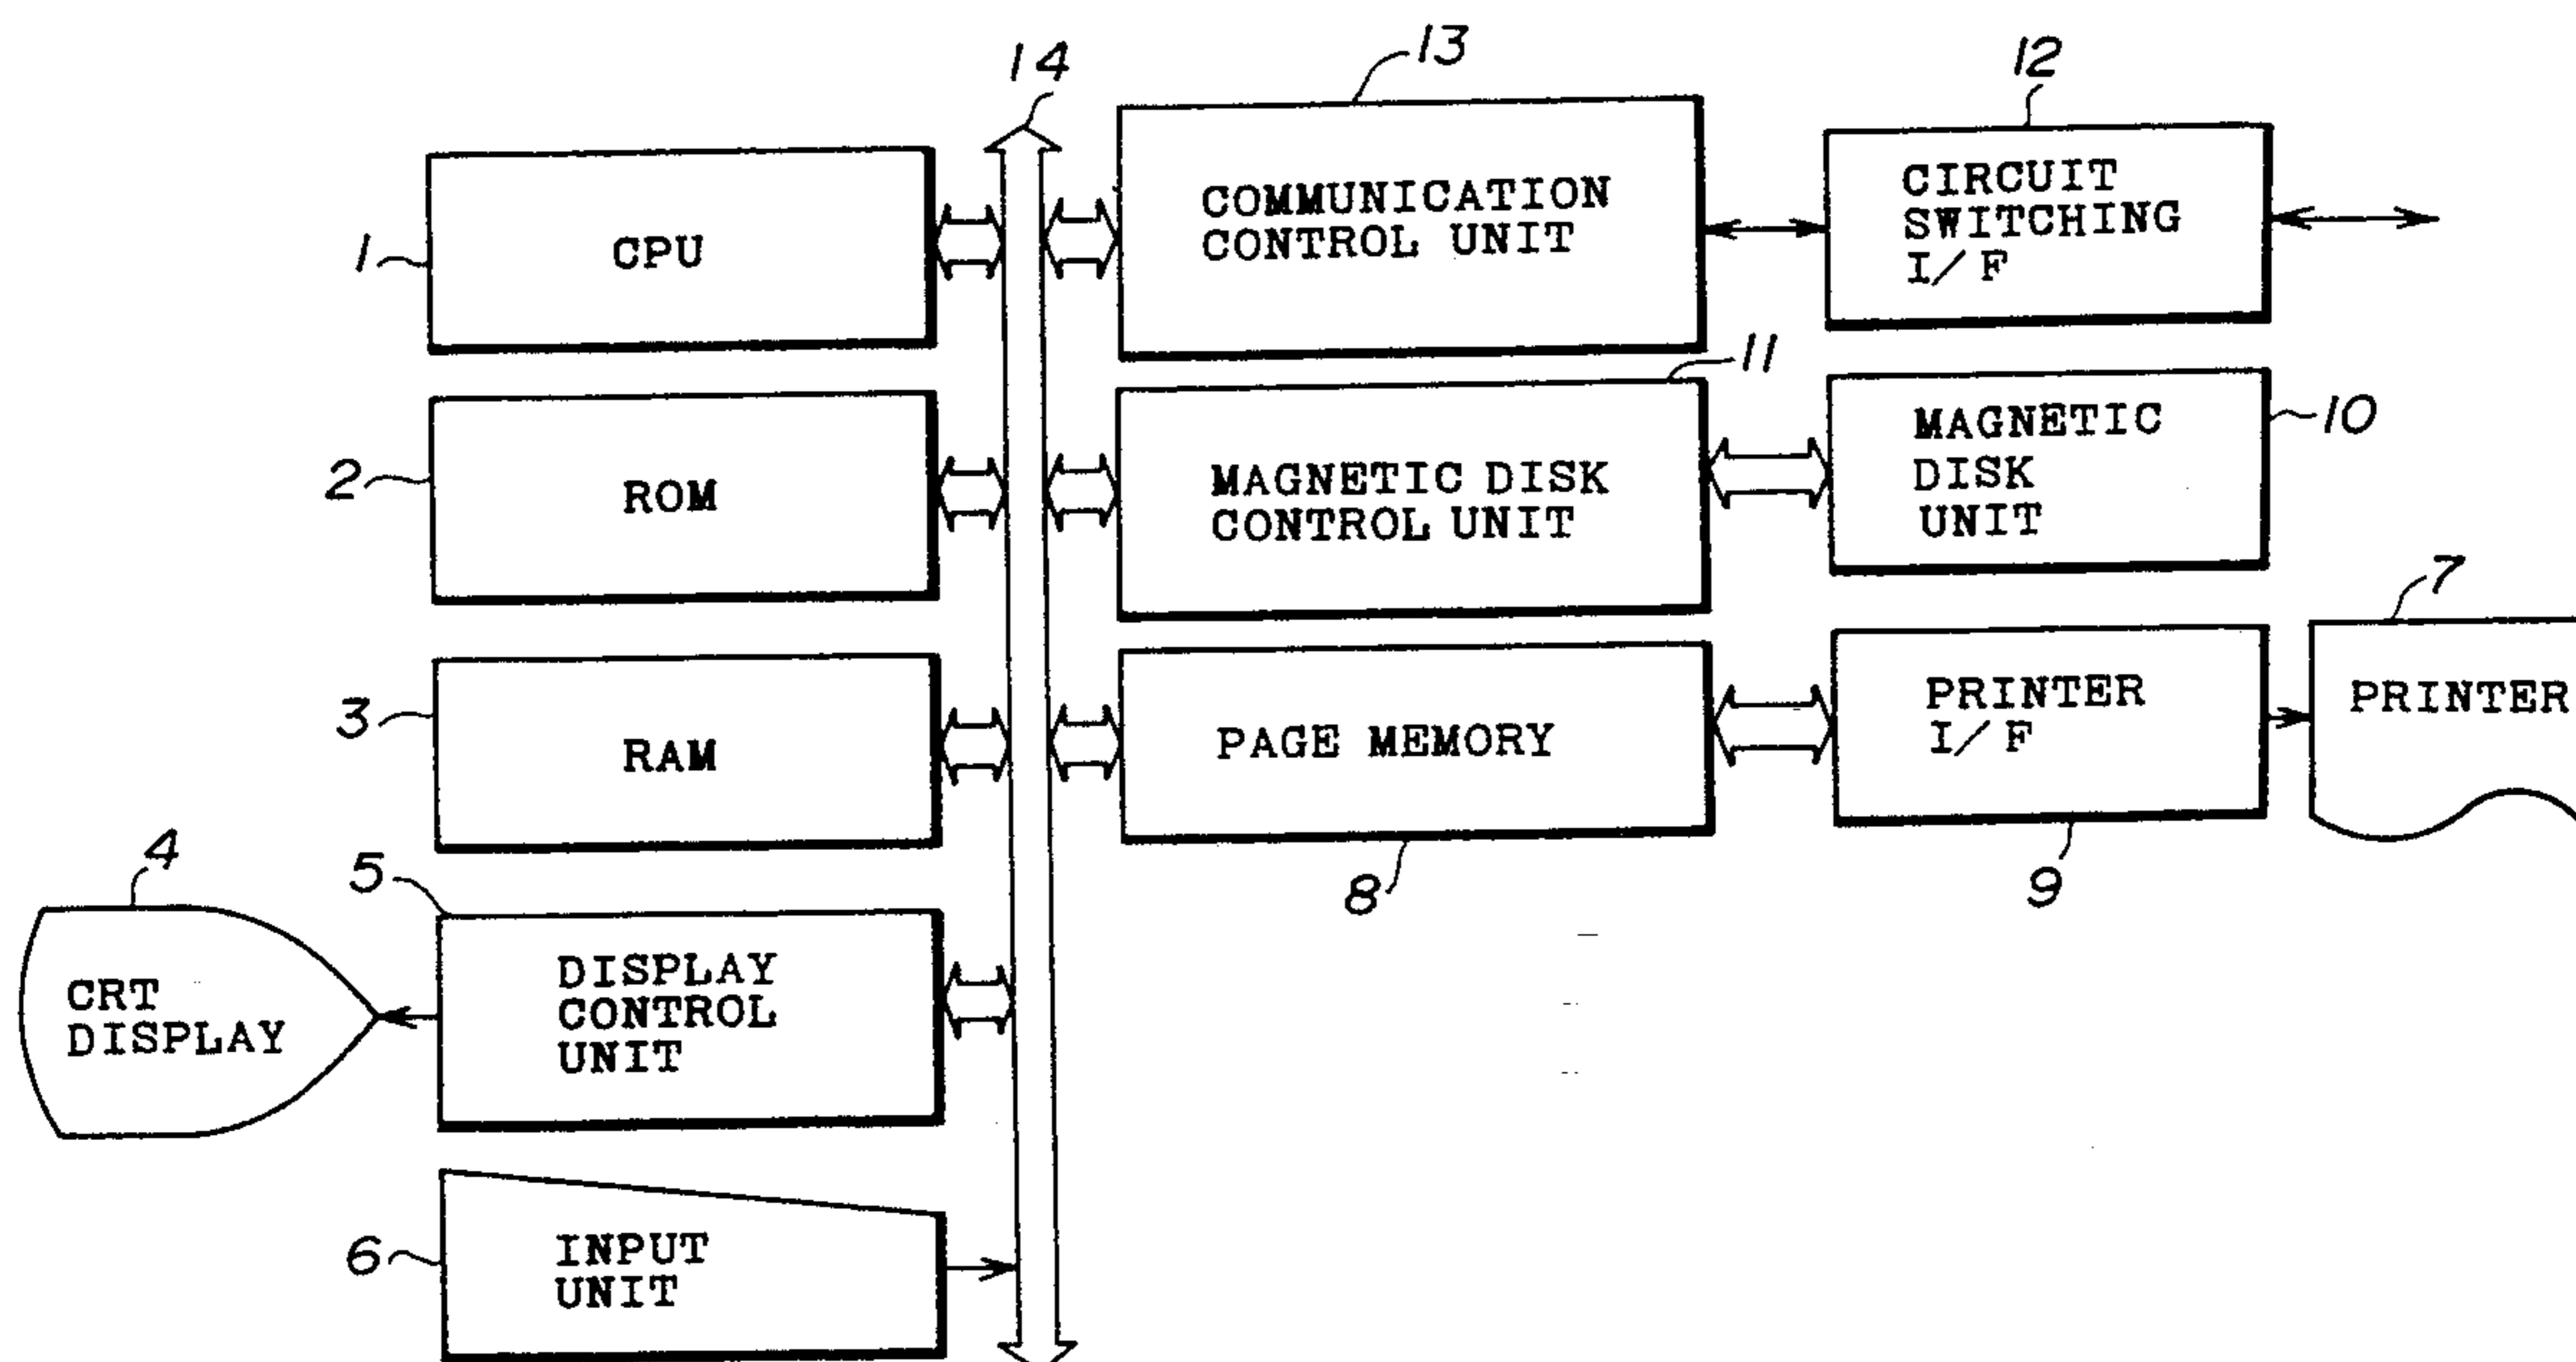 14
13
12
1
CPU
COMMUNICATION
CONTROL UNIT
CIRCUIT
SWITCHING
I/F
11
2
ROM
MAGNETIC DISK
CONTROL UNIT
MAGNETIC
DISK
UNIT
10
7
3
RAM
PAGE MEMORY
PRINTER
I/F
PRINTER
8
9
4
5
CRT
DISPLAY
DISPLAY
CONTROL
UNIT
6
INPUT
UNIT